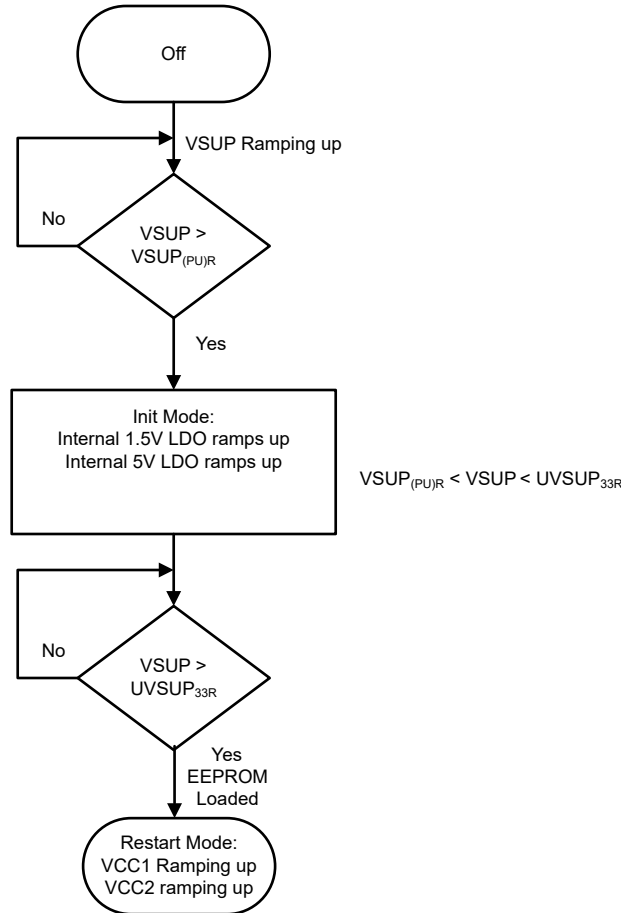 Off
VSUP Ramping up
No
VSUP >
VSUP(PU)R
Yes
Init Mode:
Internal 1.5V LDO ramps up
Internal 5V LDO ramps up
VSUP(PU)R < VSUP < UVSUP33R
No
VSUP >
UVSUP33R
Yes
EEPROM
Loaded
Restart Mode:
VCC1 Ramping up
VCC2 ramping up